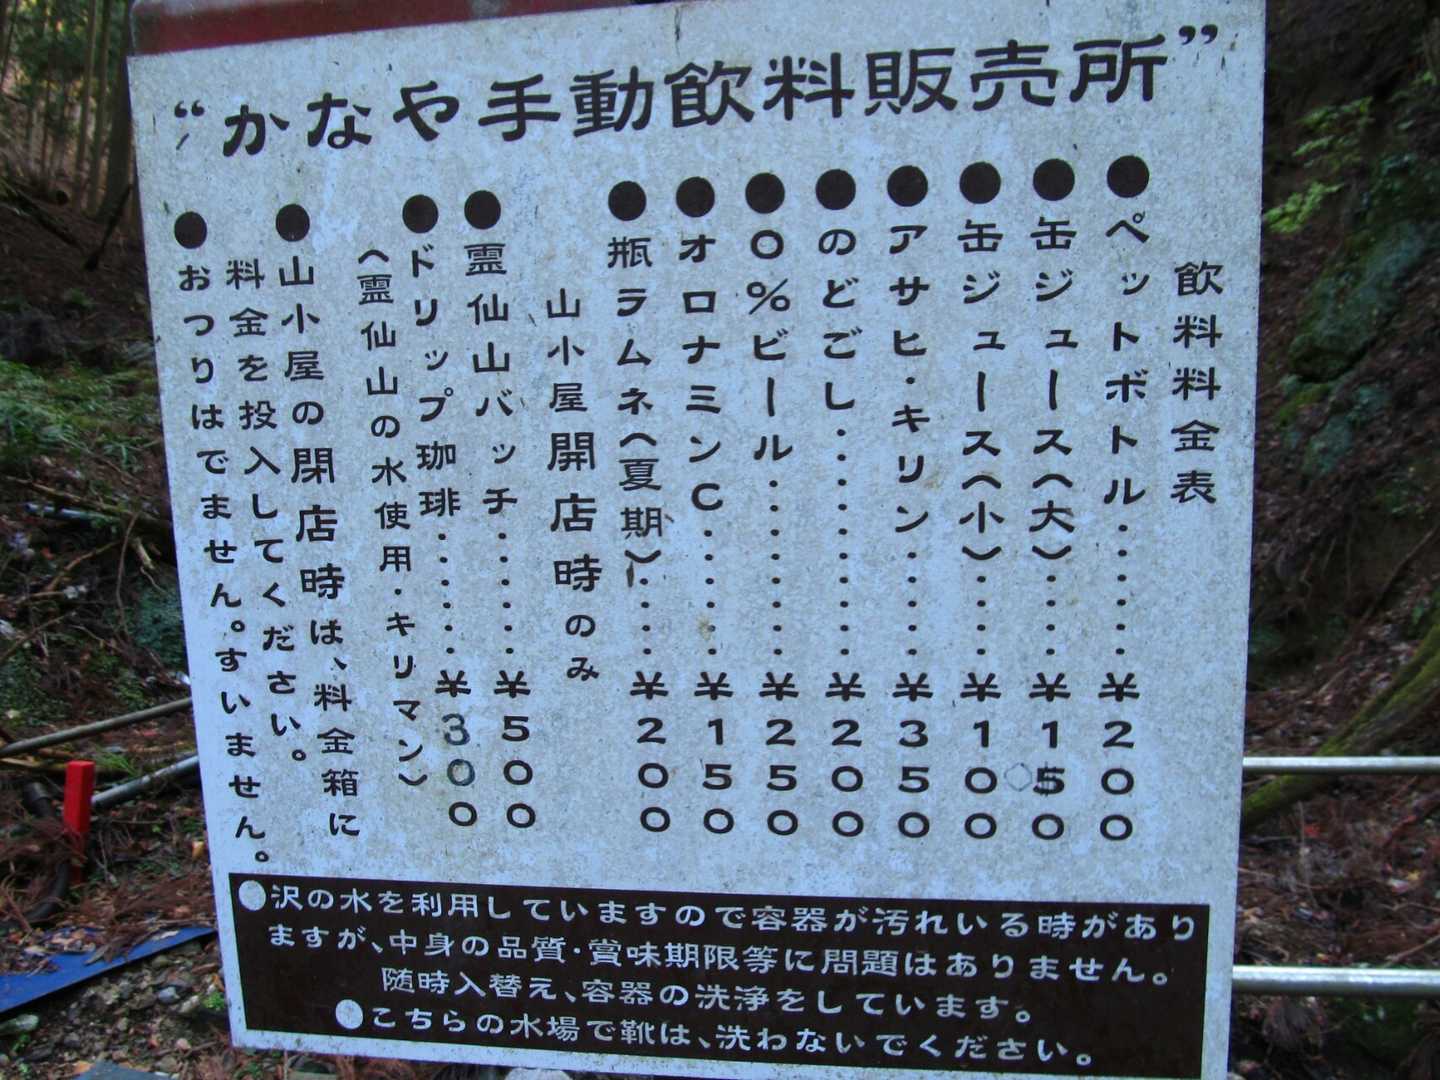 “かなや手動飲料販売所”
飲料料金表
●ペットボトル・・・・・・¥200
●缶ジュース（大）・・・・¥150
●缶ジュース（小）・・・・¥100
●アサヒ・キリン・・・・・¥350
●のどごし・・・・・・・・¥200
●０％ビール・・・・・・・¥250
●オロナミンＣ・・・・・・¥150
●瓶ラムネ（夏期）・・・・¥200
山小屋開店時のみ
●霊仙山バッチ・・・・・・¥500
●ドリップ珈琲・・・・・・¥300
（霊仙山の水使用・キリマン）
●山小屋の閉店時は、料金箱に
料金を投入してください。
●おつりはでません。すいません。
●沢の水を利用していますので容器が汚れいる時があり
ますが、中身の品質・賞味期限等に問題はありません。
随時入替え、容器の洗浄をしています。
●こちらの水場で靴は、洗わないでください。